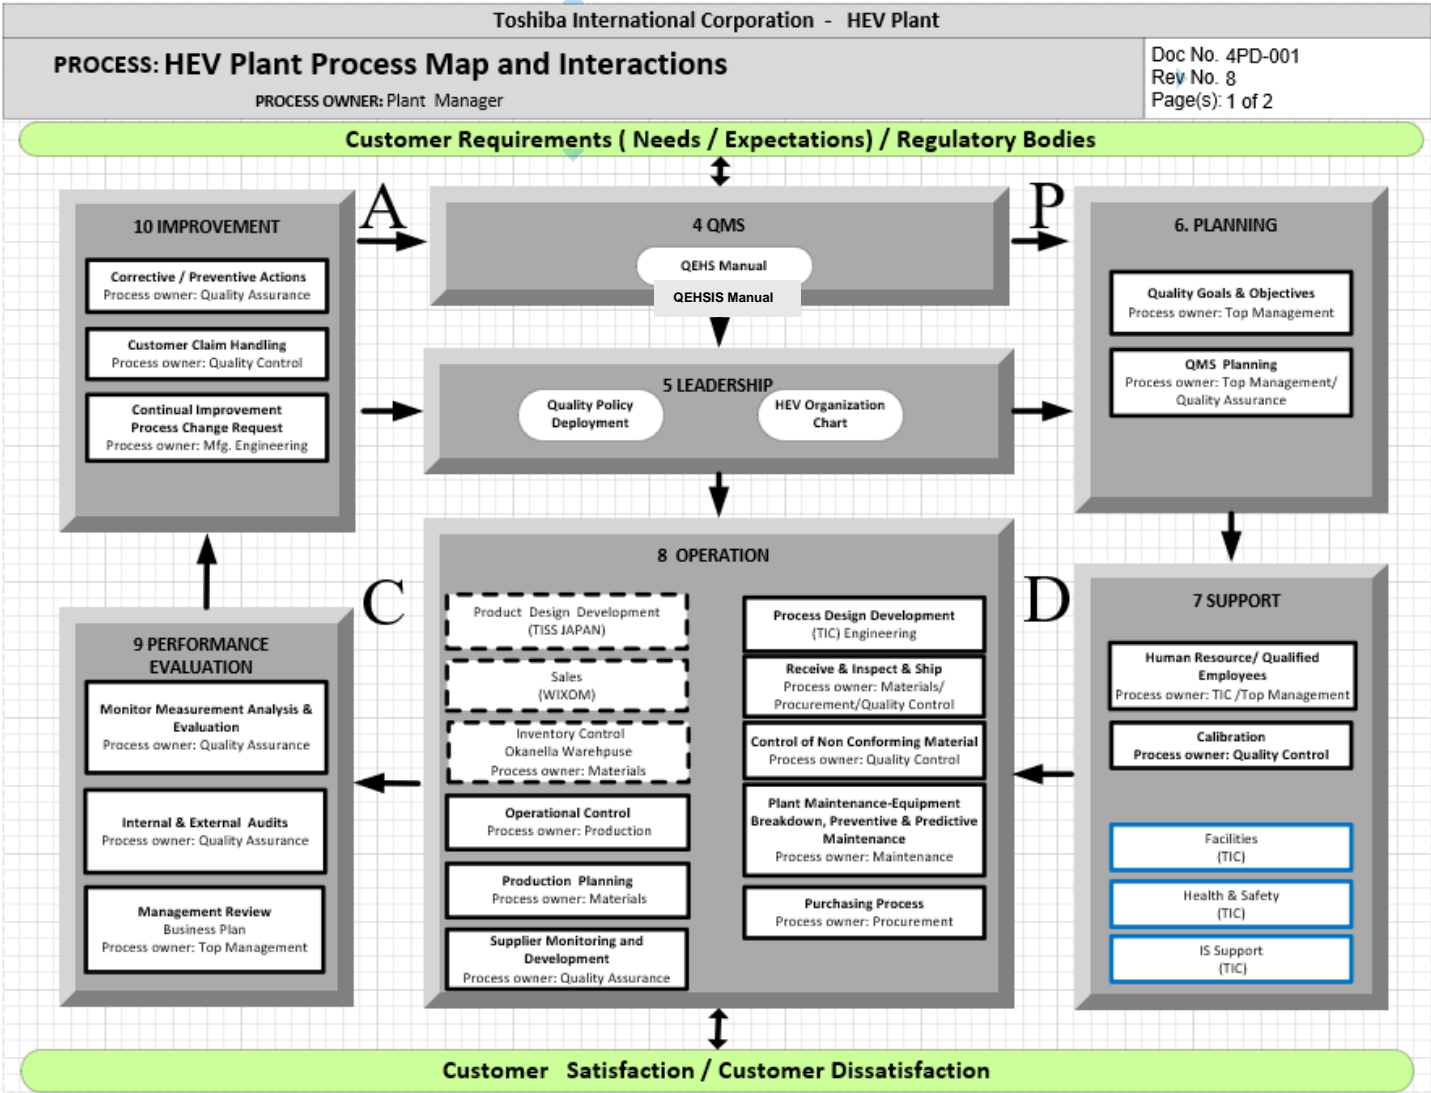 Toshiba International Corporation - HEV Plant
PROCESS: HEV Plant Process Map and Interactions
PROCESS OWNER: Plant Manager
Doc No. 4PD-001
Rev No. 8
Page(s): 1 of 2
Customer Requirements ( Needs / Expectations) / Regulatory Bodies
A
P
10 IMPROVEMENT
Corrective / Preventive Actions
Process owner: Quality Assurance
Customer Claim Handling
Process owner: Quality Control
Continual Improvement
Process Change Request
Process owner: Mfg. Engineering
4 QMS
QEHS Manual
QEHSIS Manual
5 LEADERSHIP
Quality Policy
Deployment
HEV Organization
Chart
6. PLANNING
Quality Goals & Objectives
Process owner: Top Management
QMS Planning
Process owner: Top Management/
Quality Assurance
C
D
9 PERFORMANCE
EVALUATION
Monitor Measurement Analysis &
Evaluation
Process owner: Quality Assurance
Internal & External Audits
Process owner: Quality Assurance
Management Review
Business Plan
Process owner: Top Management
8 OPERATION
Product Design Development
(TISS JAPAN)
Sales
(WIXOM)
Inventory Control
Okanella Warehpuse
Process owner: Materials
Operational Control
Process owner: Production
Production Planning
Process owner: Materials
Supplier Monitoring and
Development
Process owner: Quality Assurance
Process Design Development
(TIC) Engineering
Receive & Inspect & Ship
Process owner: Materials/
Procurement/Quality Control
Control of Non Conforming Material
Process owner: Quality Control
Plant Maintenance-Equipment
Breakdown, Preventive & Predictive
Maintenance
Process owner: Maintenance
Purchasing Process
Process owner: Procurement
7 SUPPORT
Human Resource/ Qualified
Employees
Process owner: TIC /Top Management
Calibration
Process owner: Quality Control
Facilities
(TIC)
Health & Safety
(TIC)
IS Support
(TIC)
Customer Satisfaction / Customer Dissatisfaction